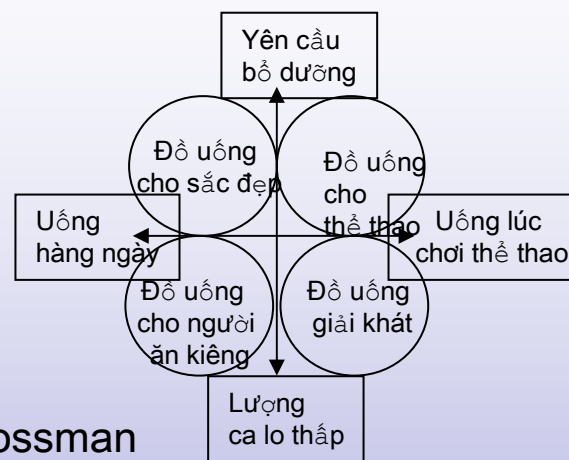 Yên cầu
bổ dưỡng
Đồ uống
cho sắc đẹp
Đồ uống
cho
thể thao
Uống
hàng ngày
Uống lúc
chơi thể thao
Đồ uống
cho người
ăn kiêng
Đồ uống
giải khát
Lượng
ca lo thấp
ossman